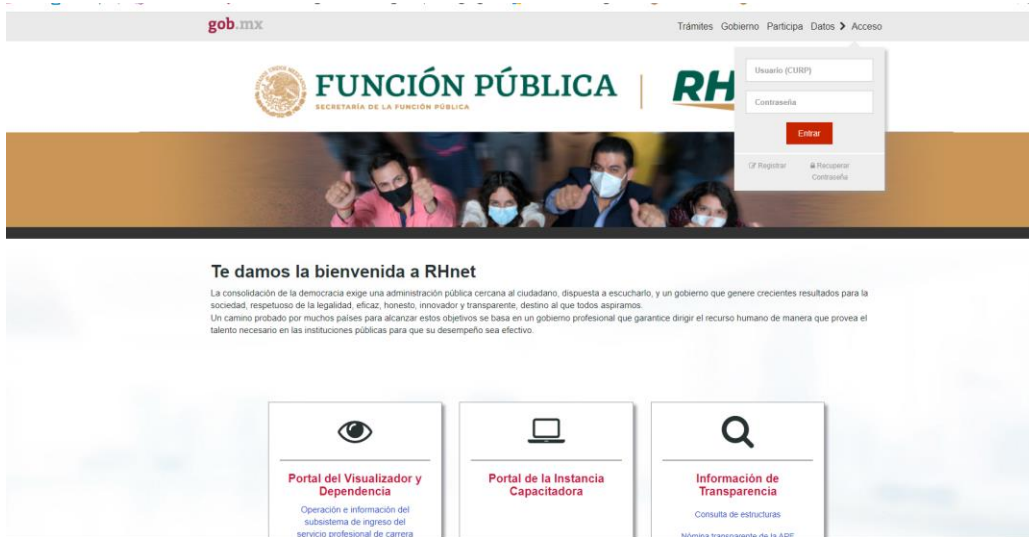 gob.mx
Trámites Gobierno Participa Datos Acceso
FUNCIÓN PÚBLICA
SECRETARÍA DE LA FUNCIÓN PÚBLICA
RH
Usuario (CURP)
Contraseña
Entrar
Registrar
Recuperar
Contraseña
Te damos la bienvenida a RHnet
La consolidación de la democracia exige una administración pública cercana al ciudadano, dispuesta a escucharlo, y un gobierno que genere crecientes resultados para la
sociedad, respetuoso de la legalidad, eficaz, honesto, innovador y transparente, destino al que todos aspiramos.
Un camino probado por muchos países para alcanzar estos objetivos se basa en un gobierno profesional que garantice dirigir el recurso humano de manera que provea el
talento necesario en las instituciones públicas para que su desempeño sea efectivo.
Portal del Visualizador y
Dependencia
Operación e información del
subsistema de ingreso del
servicio profesional de carrera
Portal de la Instancia
Capacitadora
Información de
Transparencia
Consulta de estructuras
Nómina transparente de la APF